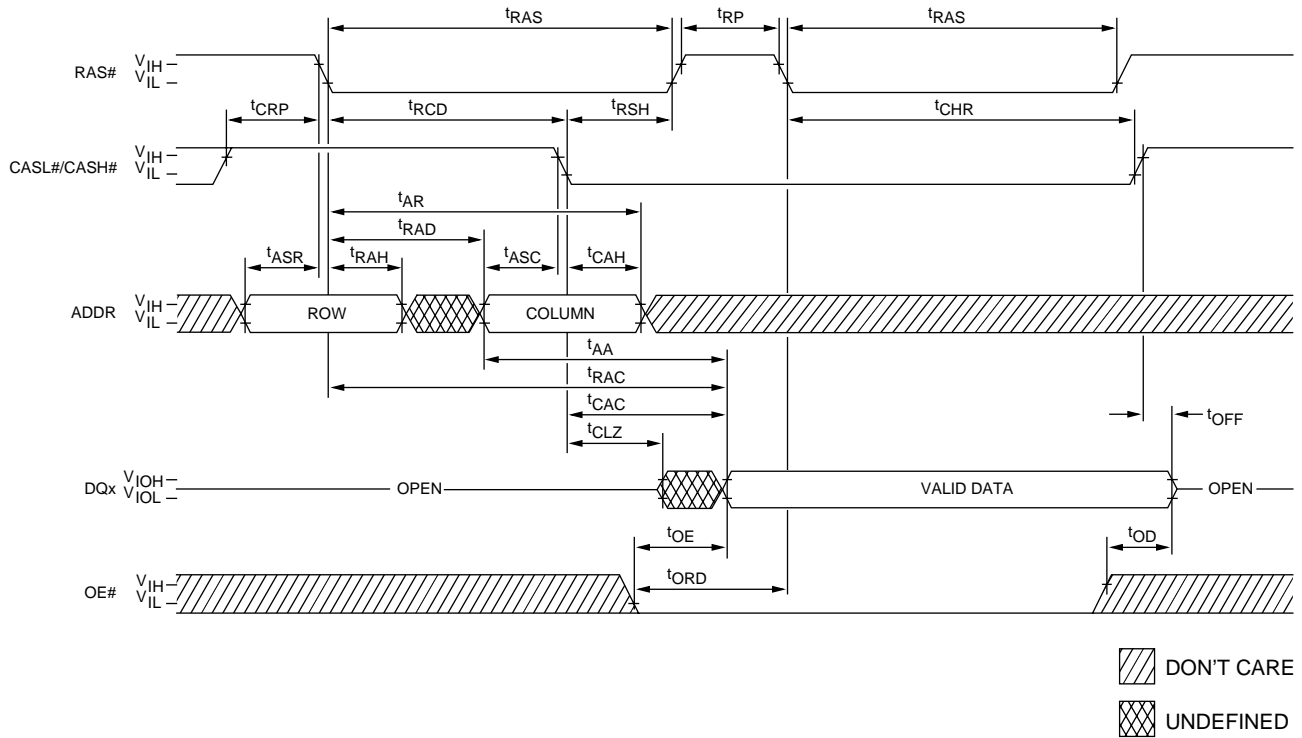 tRAS tRP tRAS
RAS# VIH
VIL
tCRP tRCD tRSH tCHR
CASL#/CASH# VIH
VIL
tAR
tRAD
tASR tRAH tASC tCAH
ADDR VIH
VIL
ROW COLUMN
tAA
tRAC
tCAC
tCLZ tOFF
DQx VIOH
VIOL
OPEN VALID DATA OPEN
tOE tOD
tORD
OE# VIH
VIL
DON'T CARE
UNDEFINED